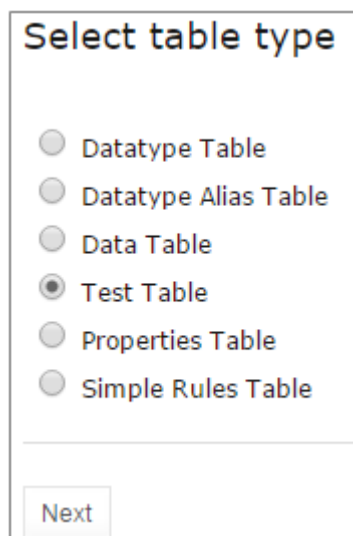 Select table type
Datatype Table
Datatype Alias Table
Data Table
Test Table
Properties Table
Simple Rules Table
Next